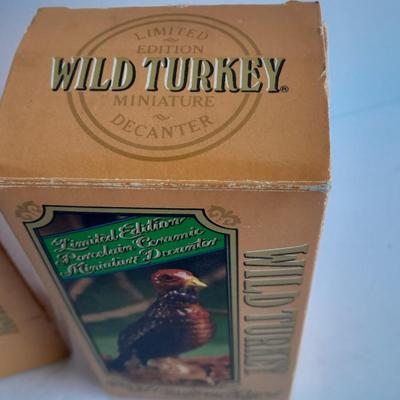 LIMITED
EDITION
WILD TURKEY®
MINIATURE
DECANTER
Limited Edition
Porcelain Ceramic
Miniature Decanter
WILD TURKEY